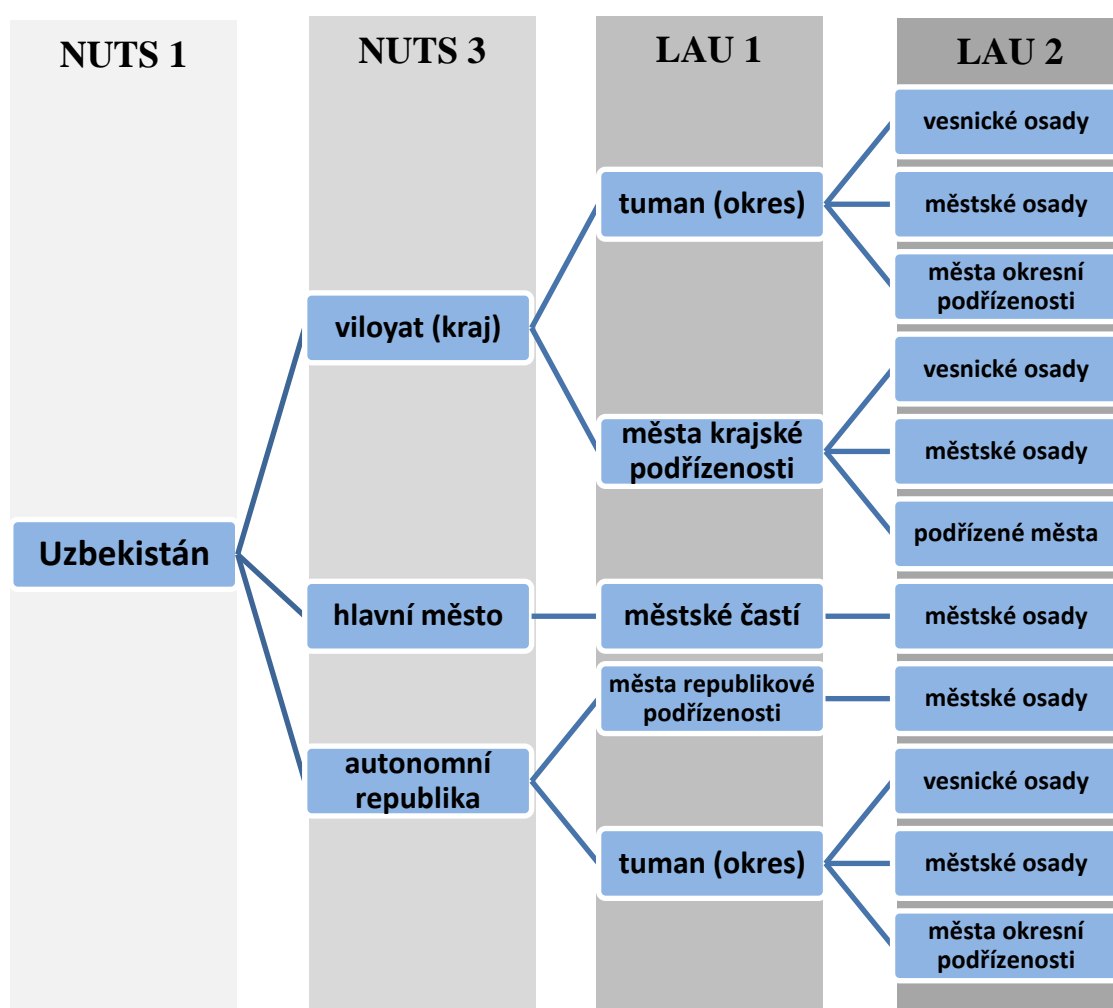 NUTS 1
NUTS 3
LAU 1
LAU 2
Uzbekistán
viloyat (kraj)
hlavní město
autonomní
republika
tuman (okres)
města krajské
podřízenosti
městské častí
města republikové
podřízenosti
tuman (okres)
vesnické osady
městské osady
města okresní
podřízenosti
vesnické osady
městské osady
podřízené města
městské osady
městské osady
vesnické osady
městské osady
města okresní
podřízenosti